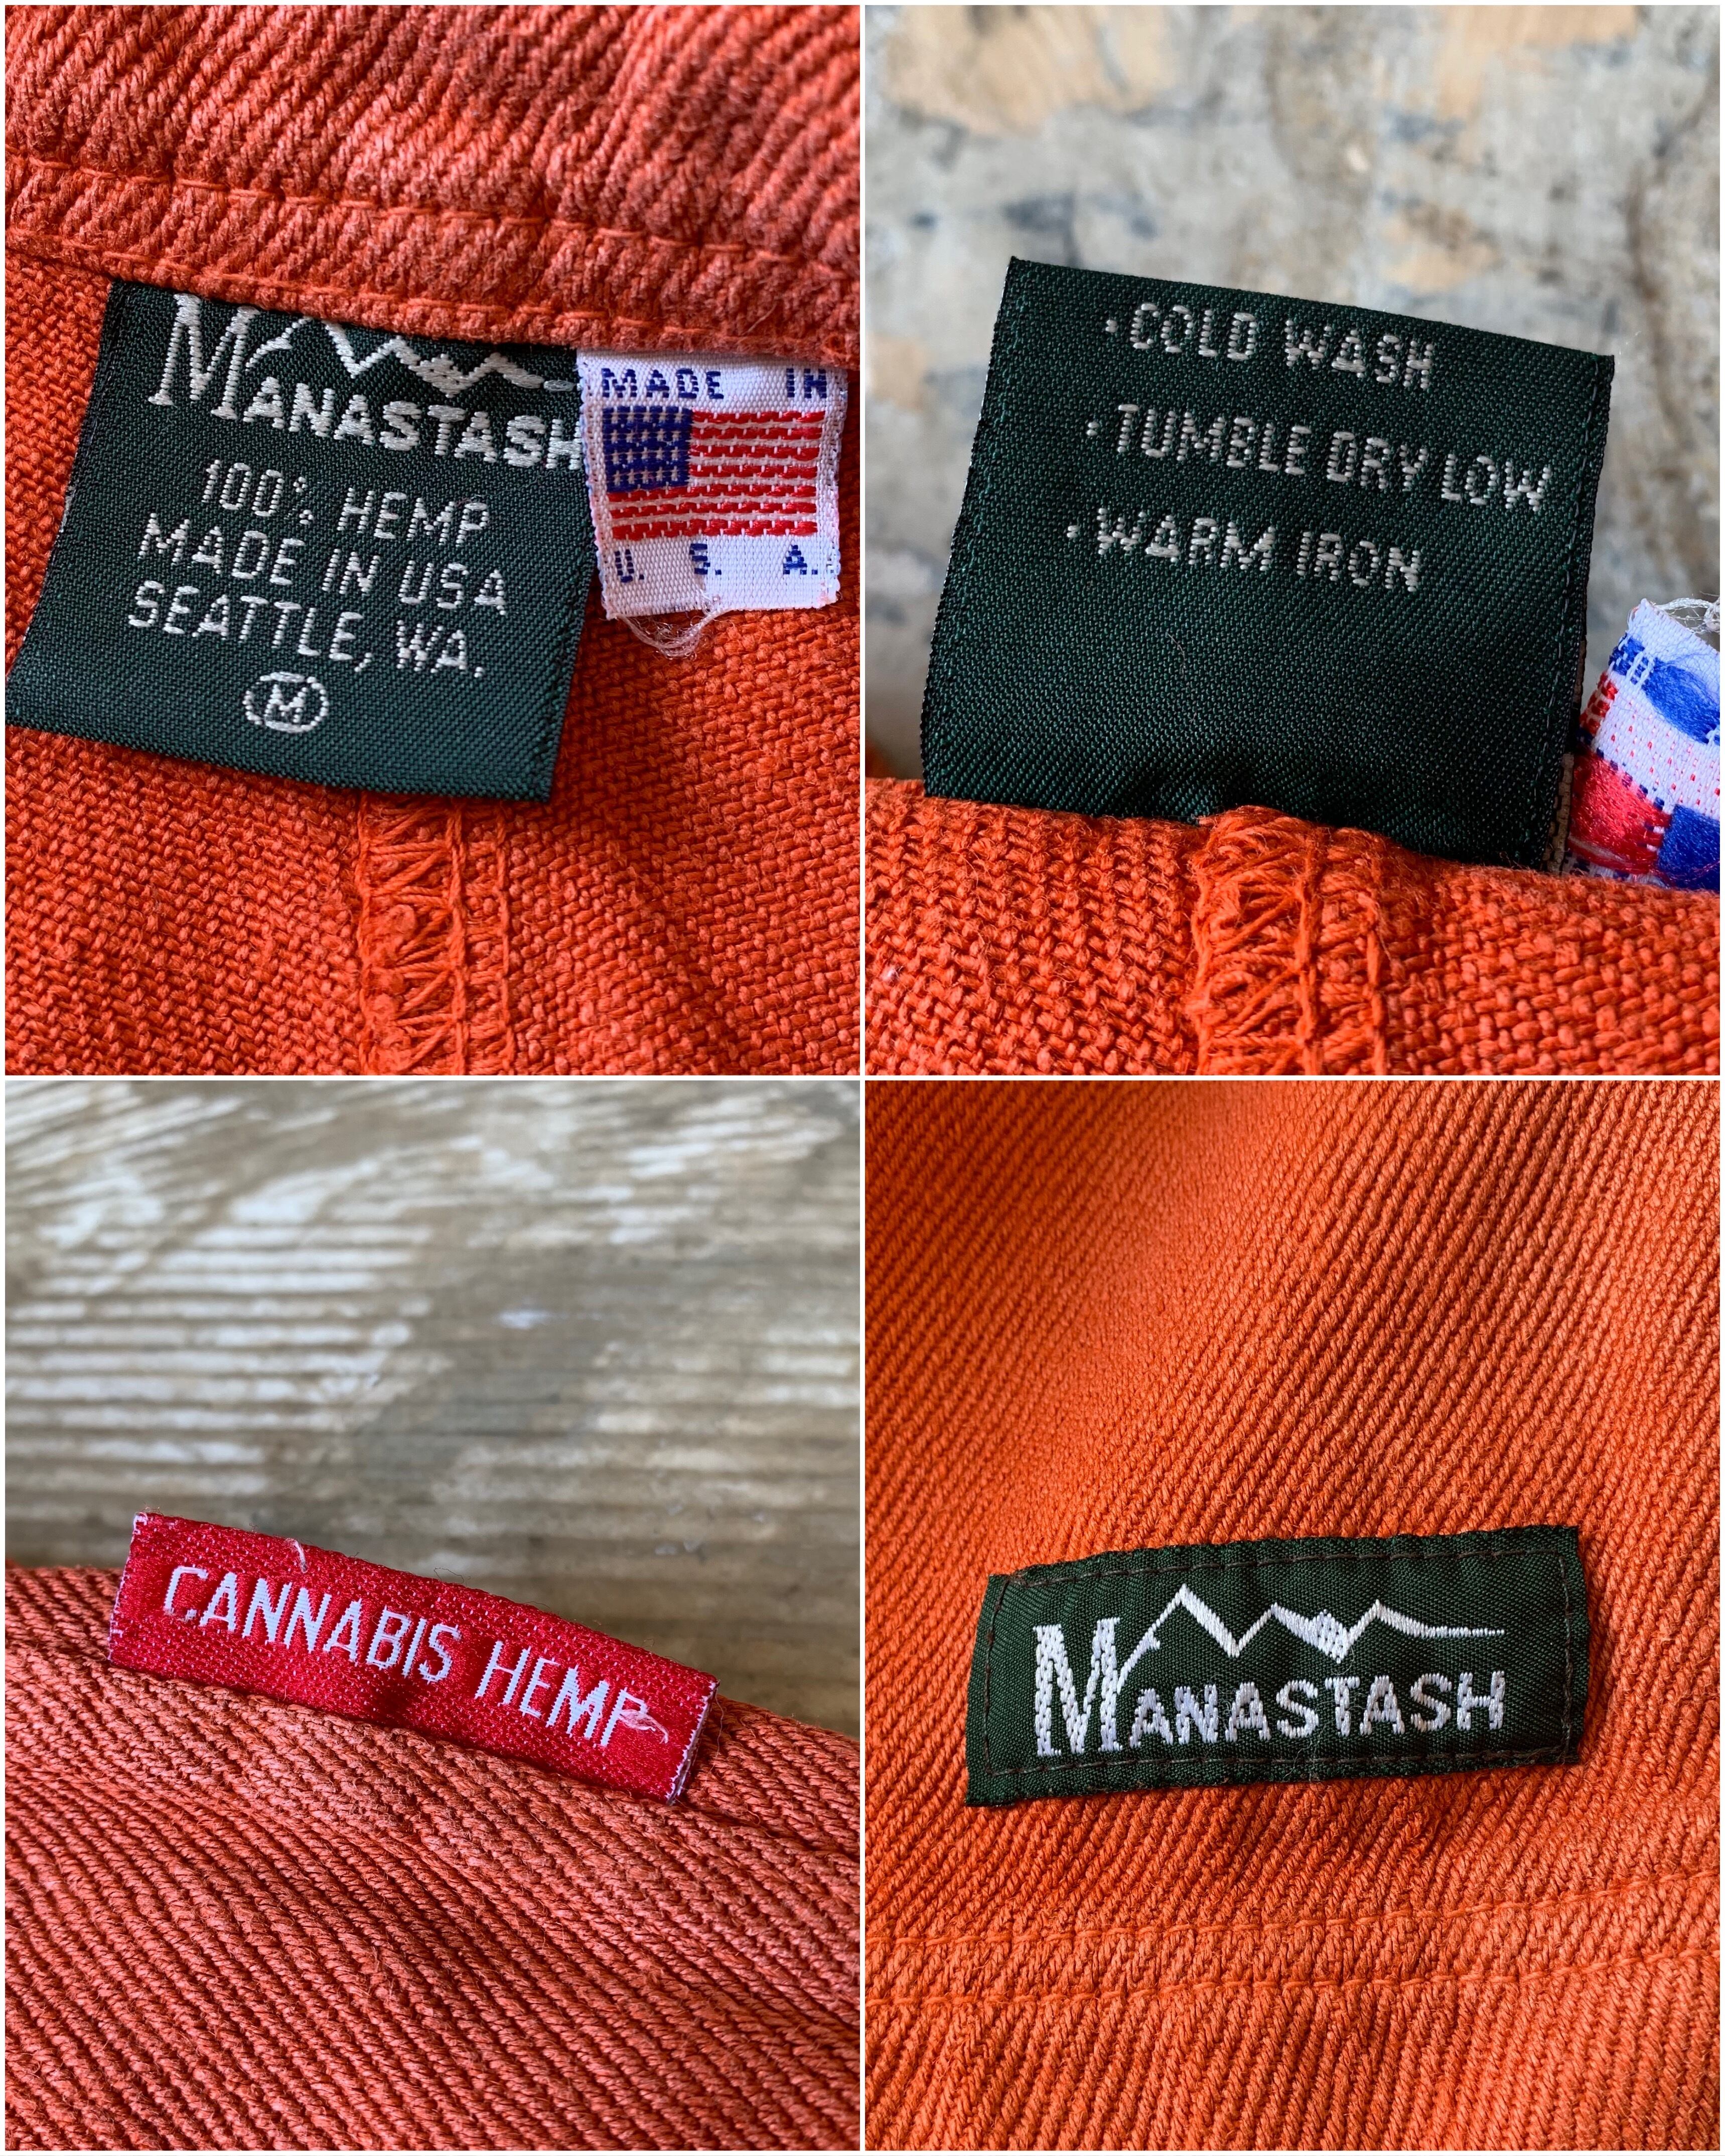 MANASTASH
100% HEMP
MADE IN USA
SEATTLE, WA.
M
MADE IN
U. S. A.
·COLD WASH
·TUMBLE DRY LOW
·WARM IRON
CANNABIS HEMP
MANASTASH